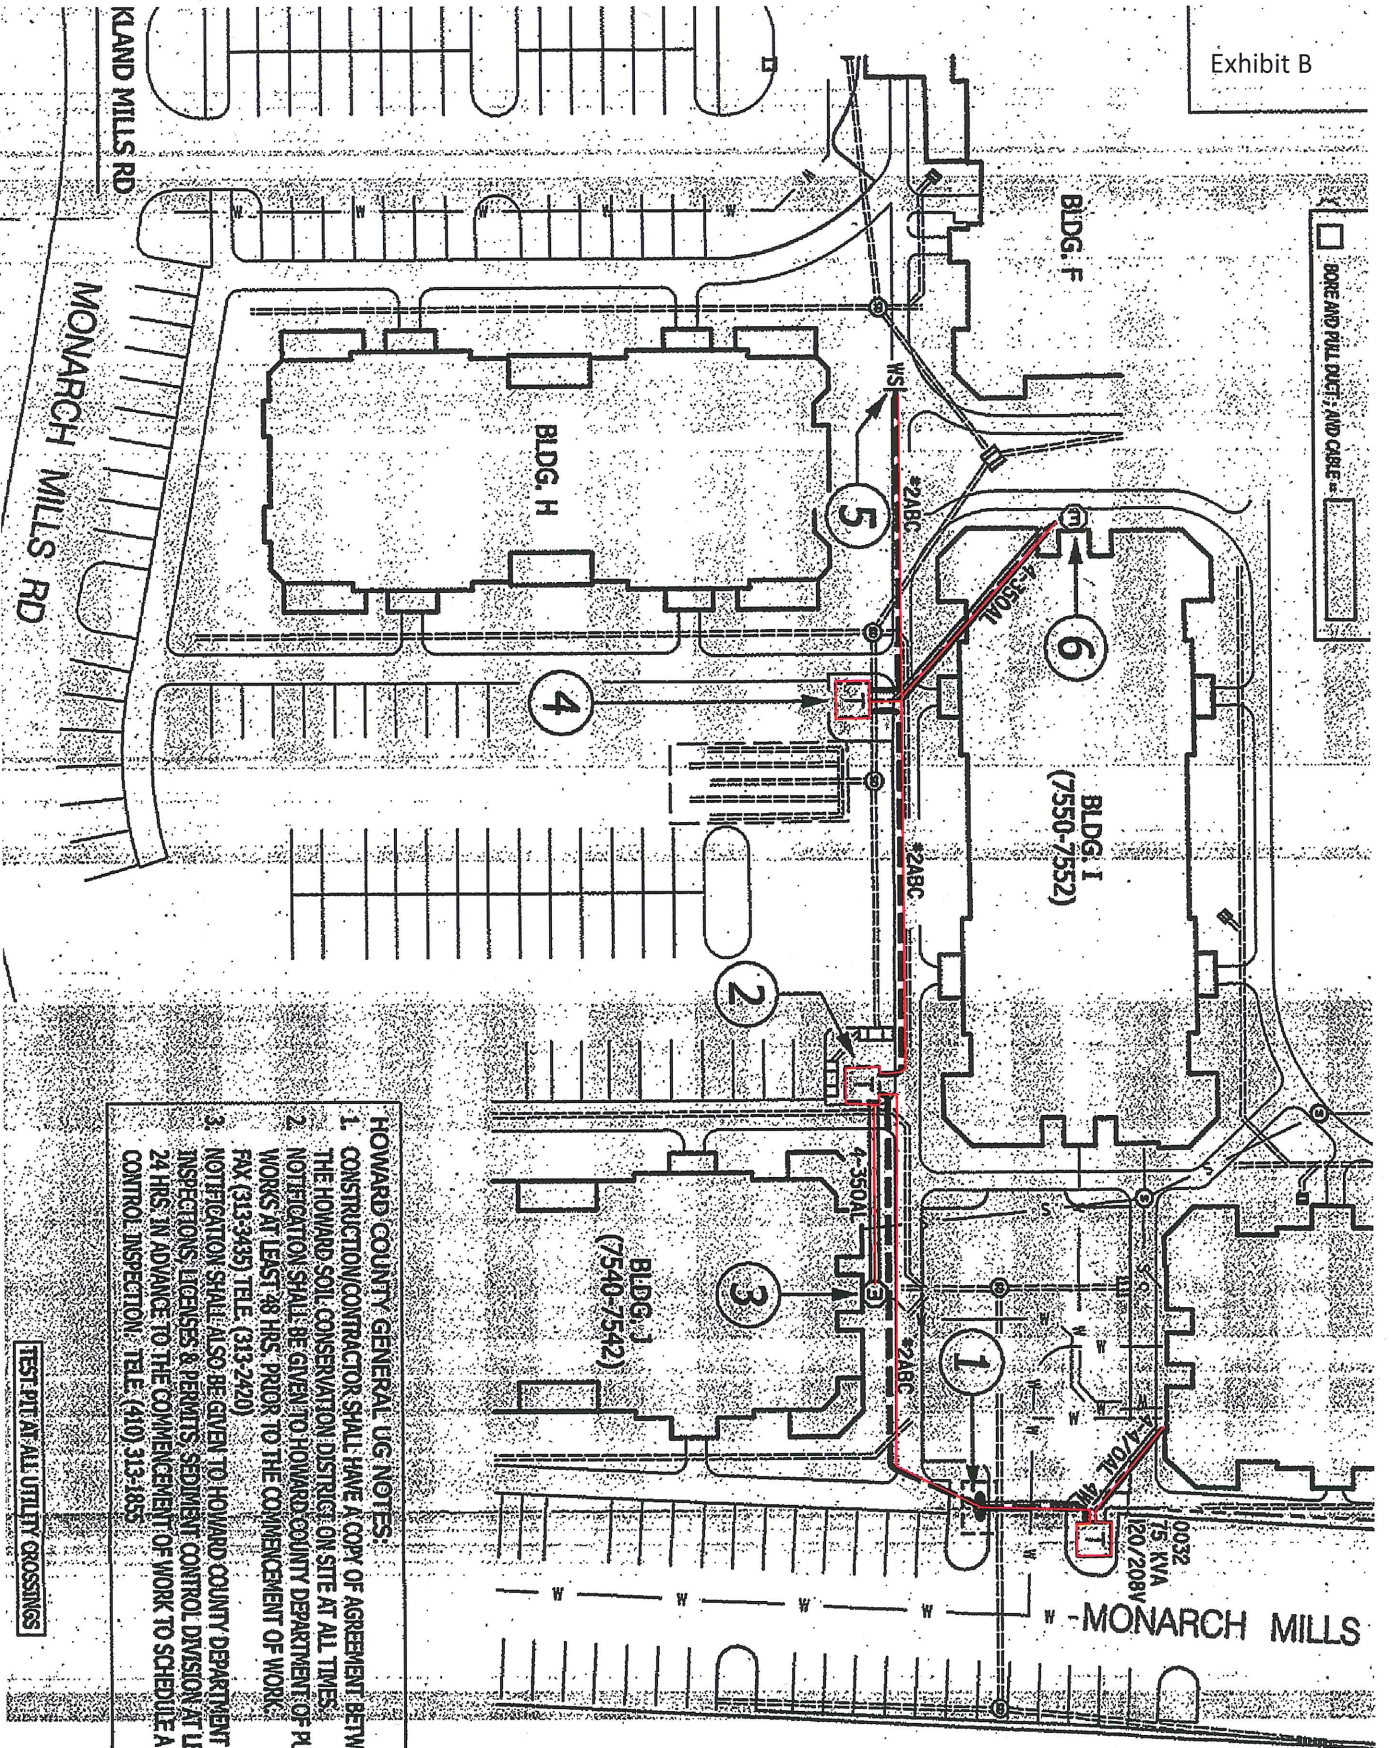 Exhibit B
BORE AND PULL DUCT
AND CABLE
KLAND MILLS RD
BLDG. F
MONARCH MILLS RD
BLDG. H
WSI
5
#2ABC
4-350AL
6
4
J
BLDG. I
(7550-7552)
#2ABC
2
T
4-350AL
BLDG. J
(7540-7542)
3
#2ABC
1
4-4/0AL
T
0032
75 KVA
120/208V
MONARCH MILLS
HOWARD COUNTY GENERAL UG NOTES:
1. CONSTRUCTION/CONTRACTOR SHALL HAVE A COPY OF AGREEMENT BETW
THE HOWARD SOIL CONSERVATION DISTRICT ON SITE AT ALL TIMES.
2 NOTIFICATION SHALL BE GIVEN TO HOWARD COUNTY DEPARTMENT OF PU
WORKS AT LEAST 48 HRS. PRIOR TO THE COMMENCEMENT OF WORK.
FAX (313-3435) TELE (313-2420)
3 NOTIFICATION SHALL ALSO BE GIVEN TO HOWARD COUNTY DEPARTMENT
INSPECTIONS, LICENSES & PERMITS. SEDIMENT CONTROL DIVISION AT LE
24 HRS. IN ADVANCE TO THE COMMENCEMENT OF WORK TO SCHEDULE A
CONTROL INSPECTION: TELE (410) 313-1855
TEST PIT AT ALL UTILITY CROSSINGS